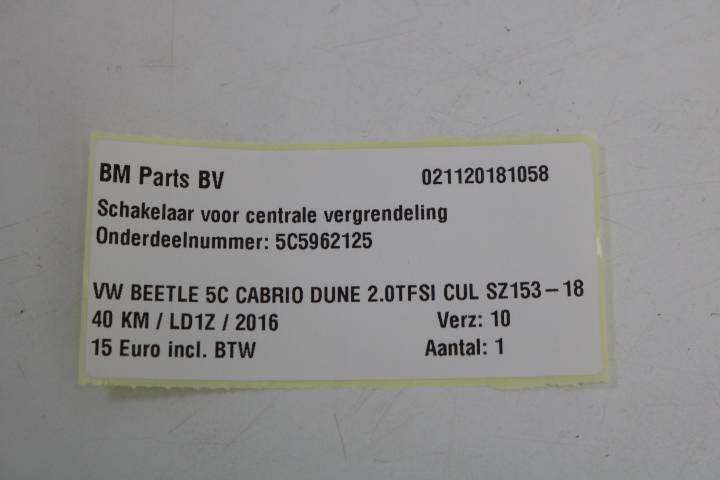 BM Parts BV 021120181058
Schakelaar voor centrale vergrendeling
Onderdeelnummer: 5C5962125
VW BEETLE 5C CABRIO DUNE 2.0TFSI CUL SZ153-18
40 KM / LD1Z / 2016 Verz: 10
15 Euro incl. BTW Aantal: 1